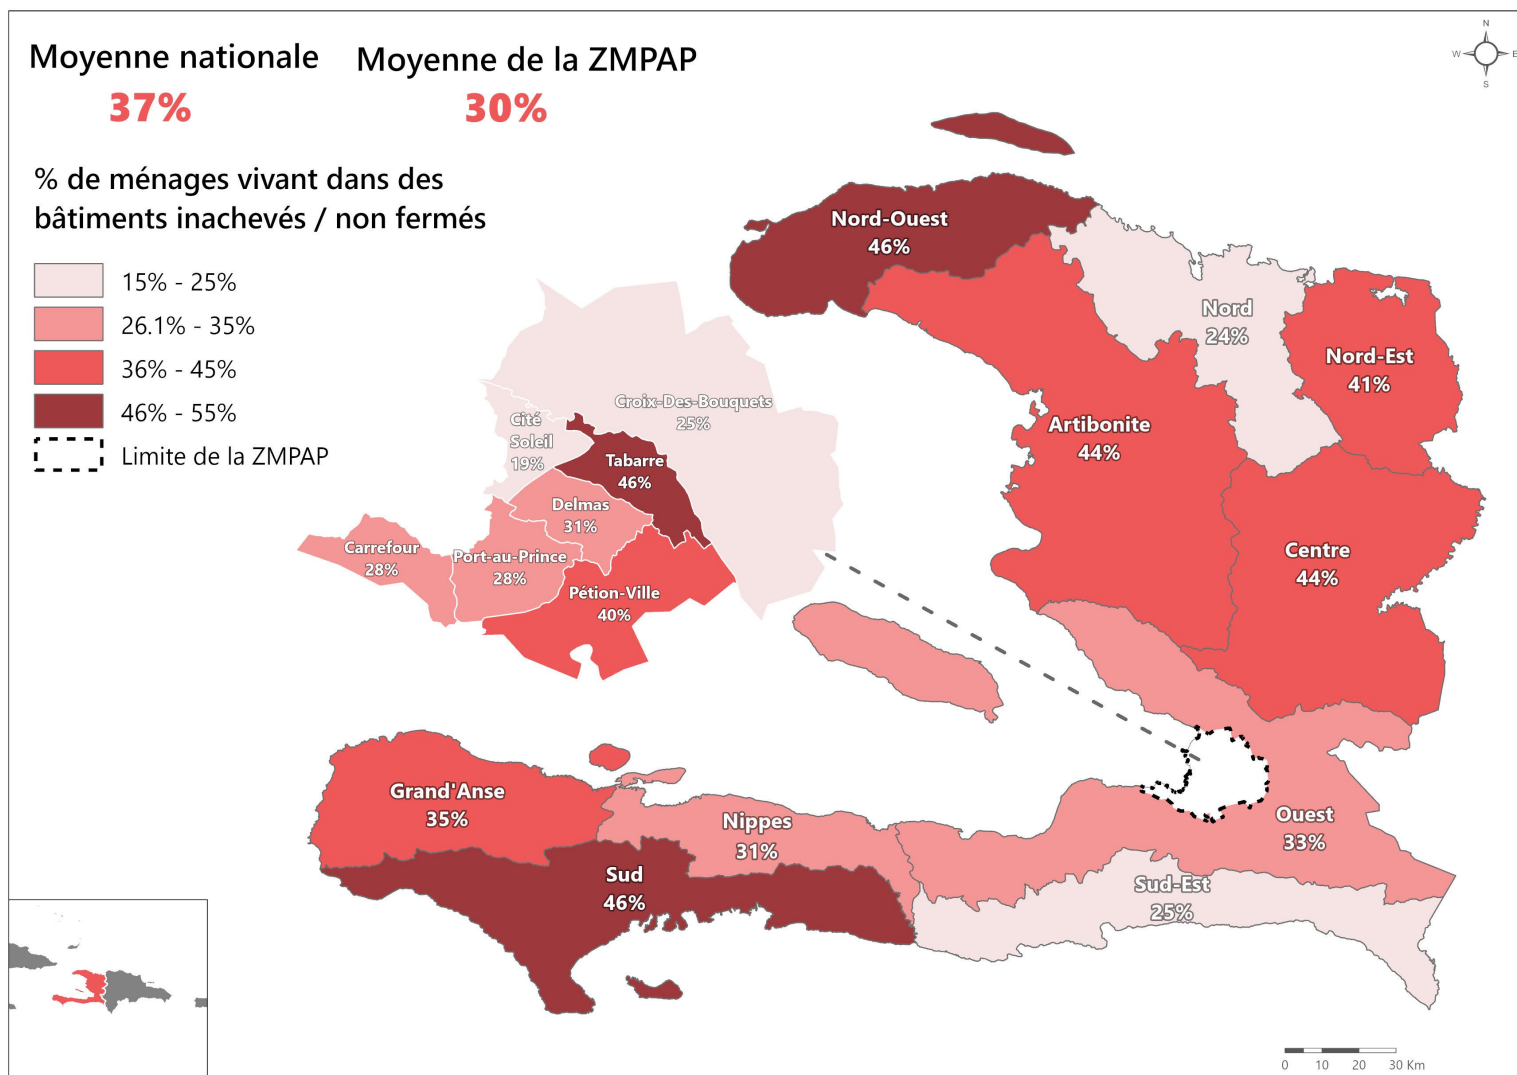 Moyenne nationale
37%
Moyenne de la ZMPAP
30%
% de ménages vivant dans des
bâtiments inachevés / non fermés
15% - 25%
26.1% - 35%
36% - 45%
46% - 55%
Limite de la ZMPAP
N
W
E
S
Nord-Ouest
46%
Nord
24%
Nord-Est
41%
Artibonite
44%
Centre
44%
Croix-Des-Bouquets
25%
Cité
Soleil
19%
Tabarre
46%
Delmas
31%
Carrefour
28%
Port-au-Prince
28%
Pétion-Ville
40%
Grand'Anse
35%
Nippes
31%
Ouest
33%
Sud
46%
Sud-Est
25%
0 10 20 30 Km